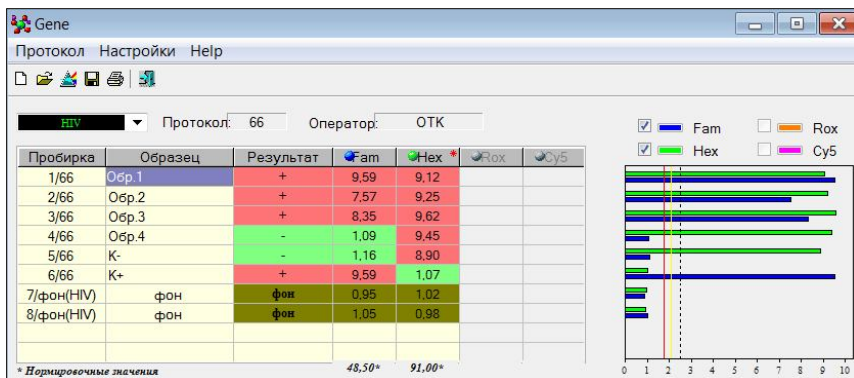 Gene
Протокол Настройки Help
HIV Протокол: 66 Оператор: ОТК
Fam Rox
Hex Cy5
Пробирка Образец Результат Fam Hex * Rox Cy5
1/66 Обр.1 + 9,59 9,12
2/66 Обр.2 + 7,57 9,25
3/66 Обр.3 + 8,35 9,62
4/66 Обр.4 - 1,09 9,45
5/66 К- - 1,16 8,90
6/66 К+ + 9,59 1,07
7/фон(HIV) фон фон 0,95 1,02
8/фон(HIV) фон фон 1,05 0,98
* Нормировочные значения 48,50* 91,00*
0 1 2 3 4 5 6 7 8 9 10